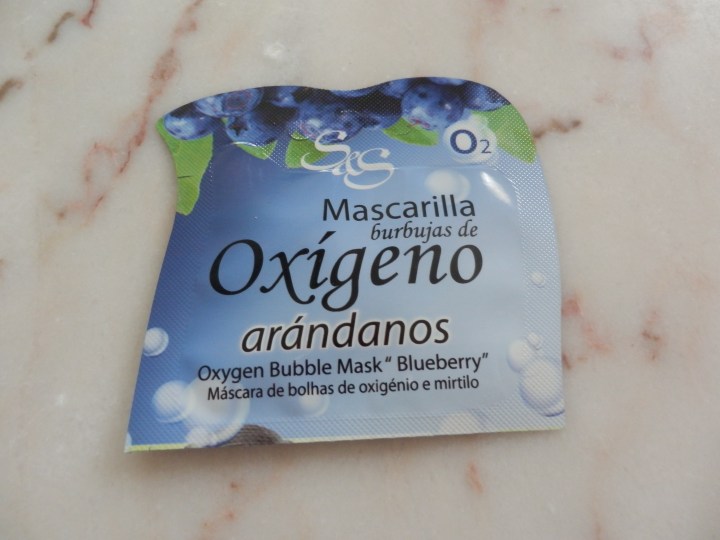 S&S
O2
Mascarilla
burbujas de
Oxígeno
arándanos
Oxygen Bubble Mask “ Blueberry”
Máscara de bolhas de oxigénio e mirtilo